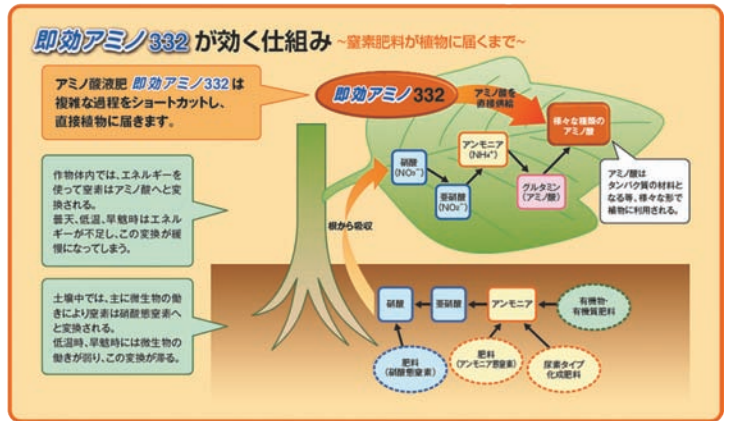 即効アミノ332 が効く仕組み ~窒素肥料が植物に届くまで~
アミノ酸液肥 即効アミノ332 は
複雑な過程をショートカットし、
直接植物に届きます。
即効アミノ332
アミノ酸を
直接供給
様々な種類の
アミノ酸
アンモニア
(NH₄⁺)
硝酸
(NO₃⁻)
亜硝酸
(NO₂⁻)
グルタミン
(アミノ酸)
アミノ酸は
タンパク質の材料と
なる等、様々な形で
植物に利用される。
作物体内では、エネルギーを
使って窒素はアミノ酸へと変
換される。
曇天、低温、旱魃時はエネル
ギーが不足し、この変換が緩
慢になってしまう。
根から吸収
土壌中では、主に微生物の働
きにより窒素は硝酸態窒素へ
と変換される。
低温時、旱魃時には微生物の
働きが弱り、この変換が滞る。
硝酸
亜硝酸
アンモニア
有機物・
有機質肥料
肥料
(硝酸態窒素)
肥料
(アンモニア態窒素)
尿素タイプ
化成肥料